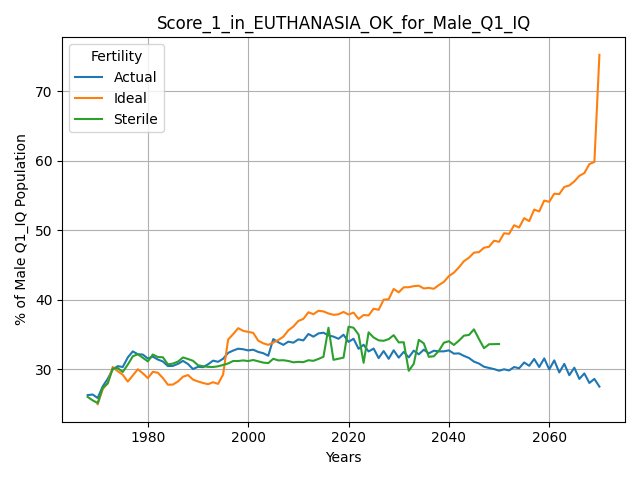 Score_1_in_EUTHANASIA_OK_for_Male_Q1_IQ
Fertility
Actual
Ideal
Sterile
% of Male Q1_IQ Population
70
60
50
40
30
1980
2000
2020
2040
2060
Years